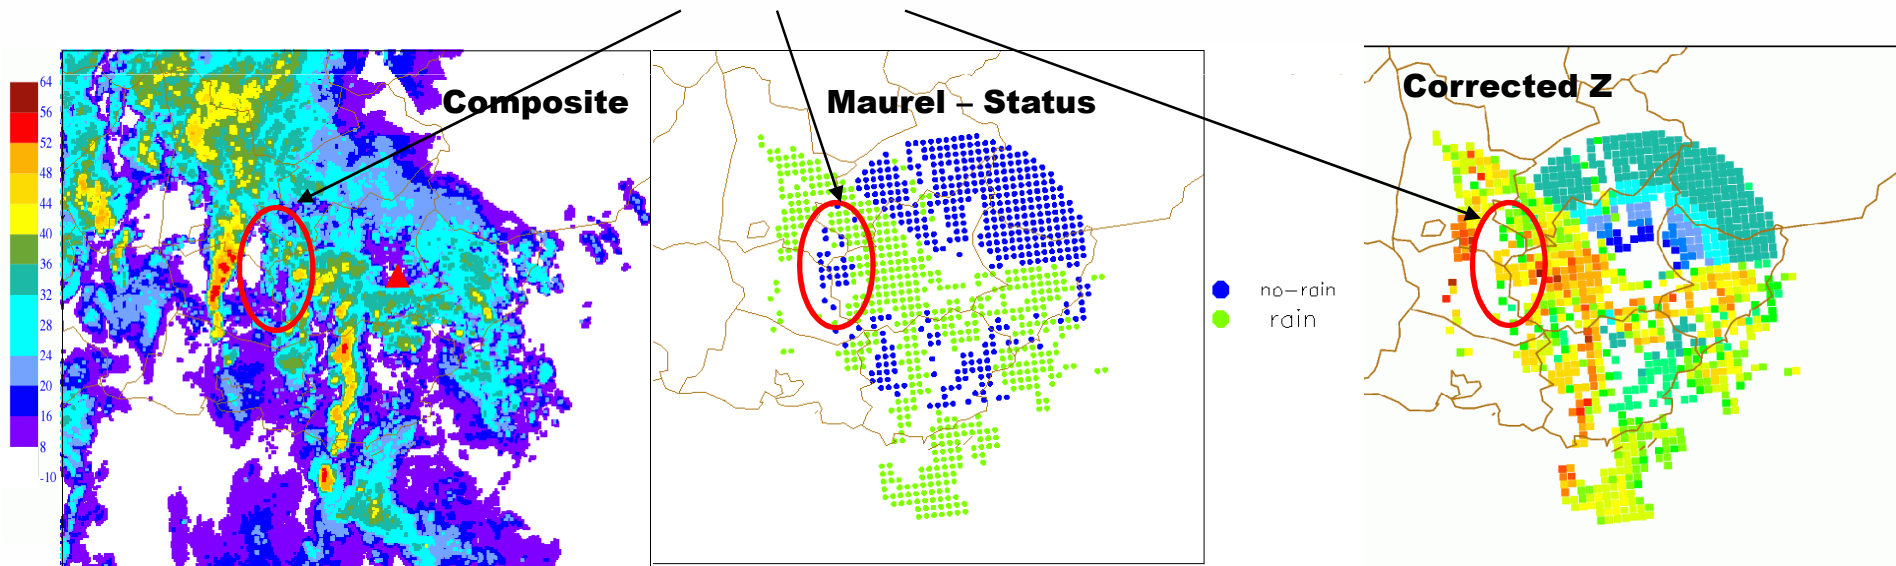 Composite
Maurel – Status
Corrected Z
64
56
52
48
44
40
36
32
28
24
20
16
8
-10
no-rain
rain